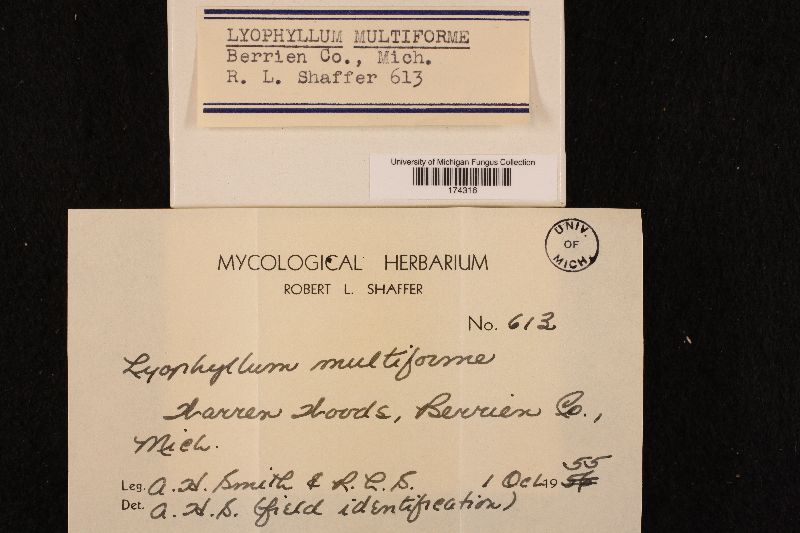 LYOPHYLLUM MULTIFORME
Berrien Co., Mich.
R. L. Shaffer 613
University of Michigan Fungus Collection
174316
UNIV. OF MICH.
MYCOLOGICAL HERBARIUM
ROBERT L. SHAFFER
No. 613
Lyophyllum multiforme
Warren Woods, Berrien Co.,
Mich.
Leg. A. H. Smith & R. L. S. 1 Oct 1955
Det. A. H. S. (field identification)